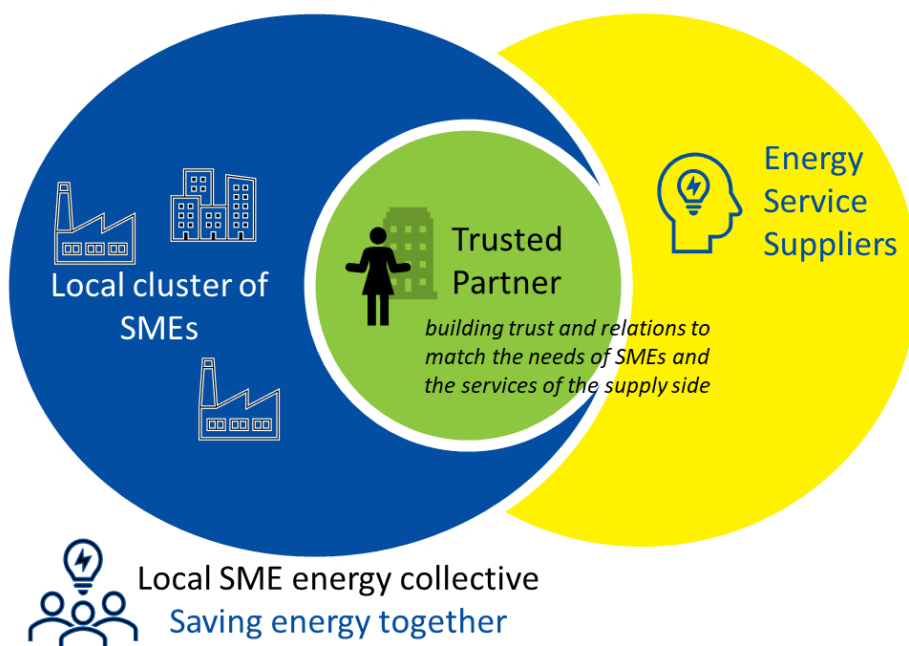 Local cluster of
SMEs
Trusted
Partner
building trust and relations to
match the needs of SMEs and
the services of the supply side
Energy
Service
Suppliers
Local SME energy collective
Saving energy together